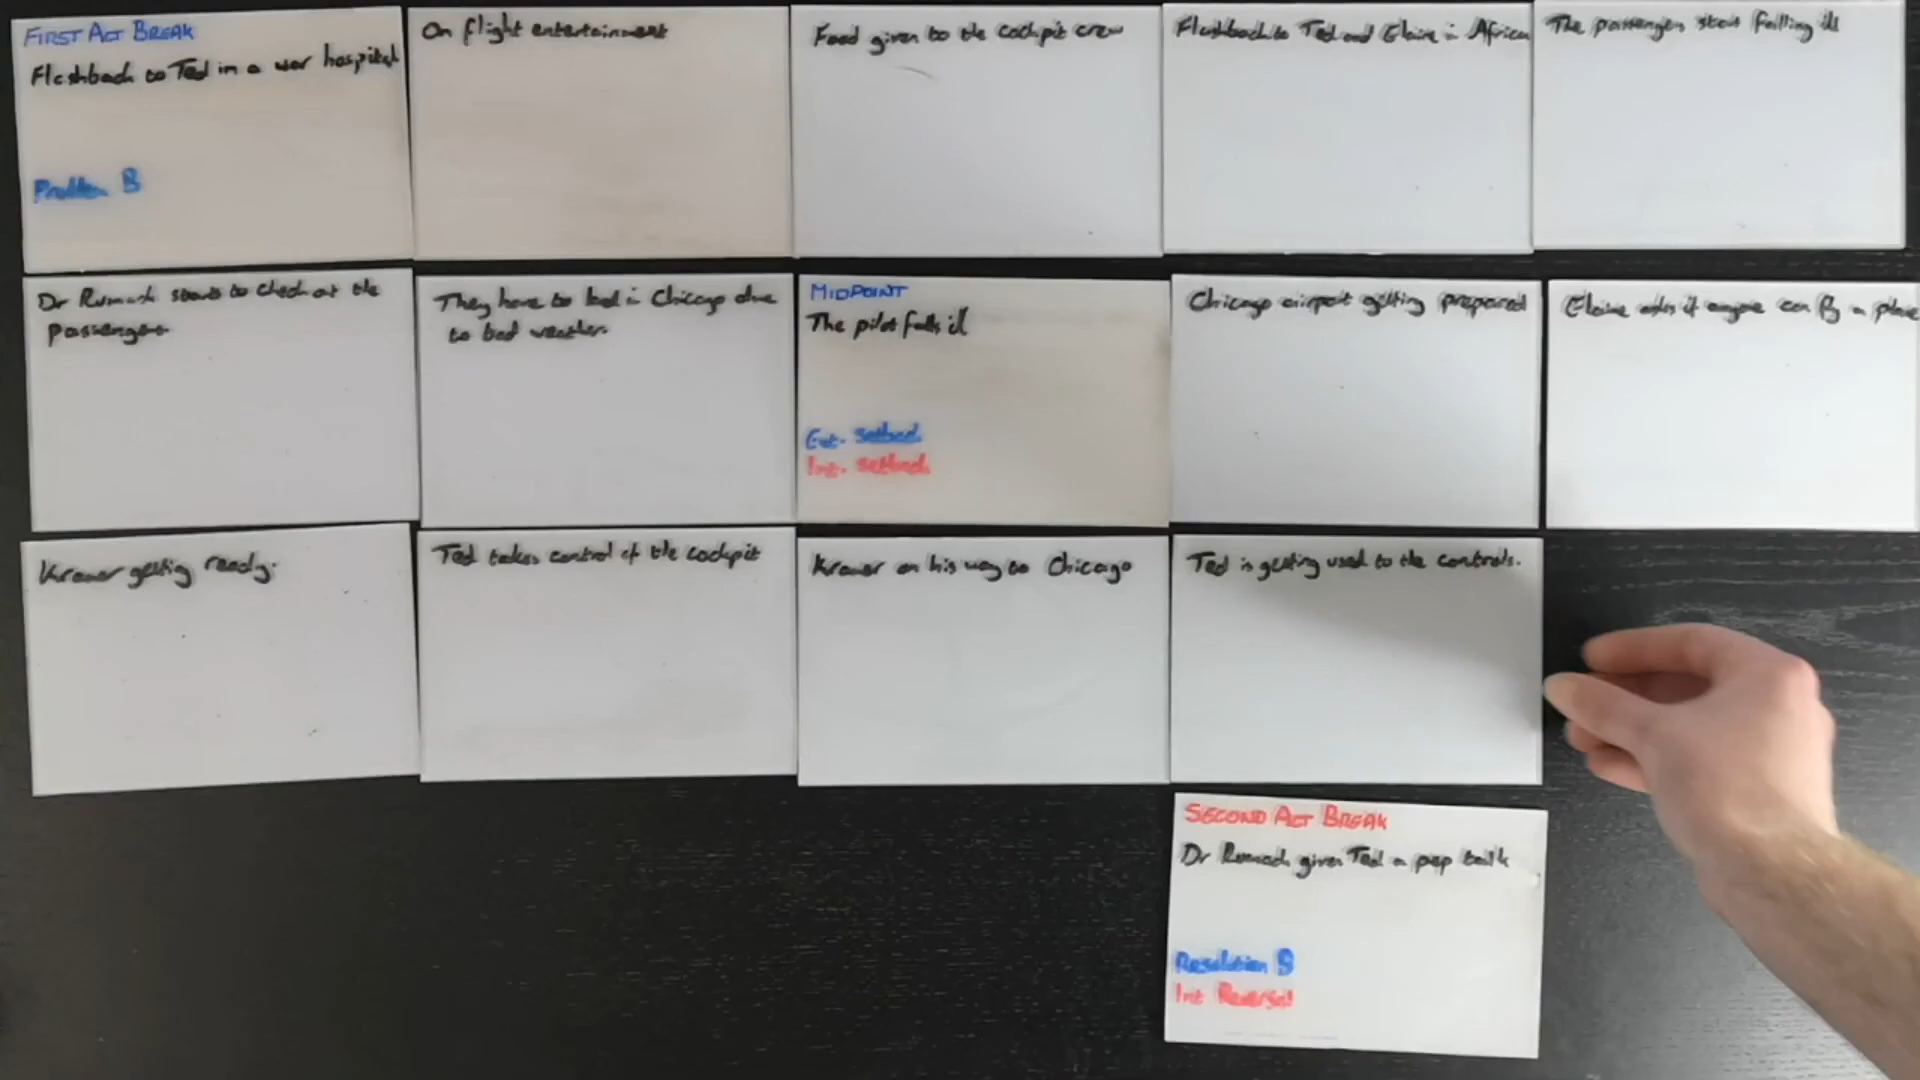 FIRST ACT BREAK
Flashback to Ted in a war hospital
Problem B
On flight entertainment
Food given to the cockpit crew
Flashback to Ted and Elaine in Africa
The passengers start falling ill
Dr Rumack starts to check out the
passengers
They have to land in Chicago due
to bad weather
MIDPOINT
The pilot falls ill
Ext. setback
Int. setback
Chicago airport getting prepared
Elaine asks if anyone can fly a plane
Kramer getting ready.
Ted takes control of the cockpit
Kramer on his way to Chicago
Ted is getting used to the controls.
SECOND ACT BREAK
Dr Rumack gives Ted a pep talk
Resolution B
Int Reversal